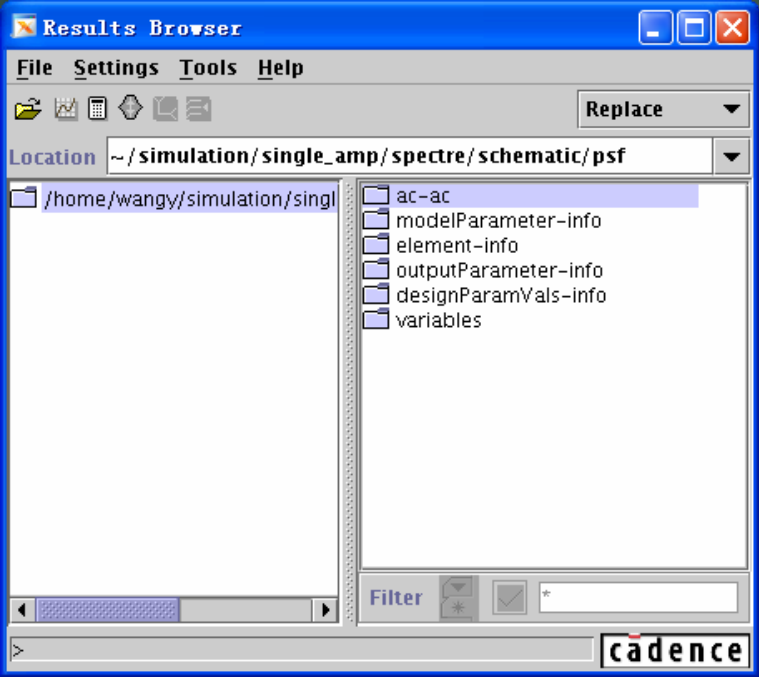 Results Browser
File Settings Tools Help
Replace
Location ~/simulation/single_amp/spectre/schematic/psf
/home/wangy/simulation/singl
ac-ac
modelParameter-info
element-info
outputParameter-info
designParamVals-info
variables
Filter *
>
cādence